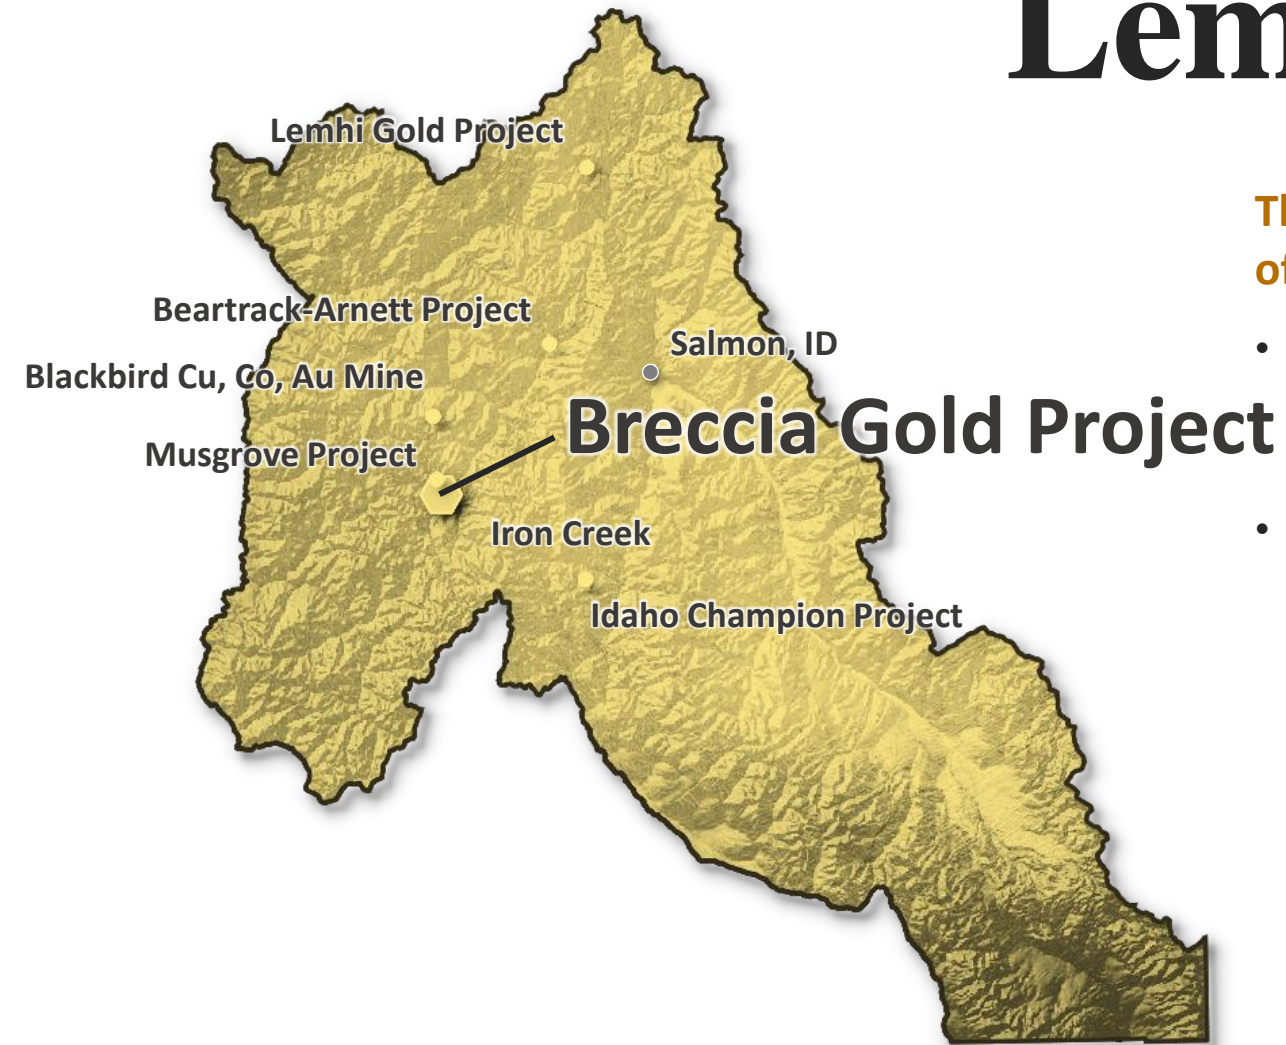 Lemhi Gold Project
Beartrack-Arnett Project
Salmon, ID
Blackbird Cu, Co, Au Mine
Breccia Gold Project
Musgrove Project
Iron Creek
Idaho Champion Project